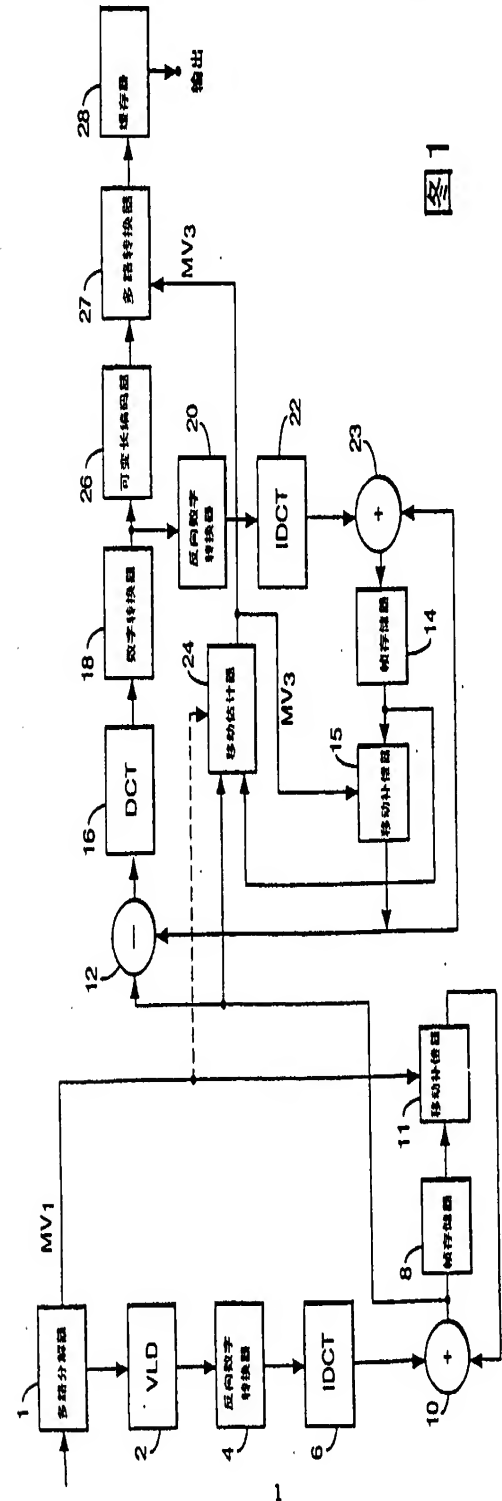 1
多路分解器
MV1
VLD
2
反向数字
转换器
4
IDCT
6
+
10
帧存储器
8
移动补偿器
11
−
12
DCT
16
数字转换器
18
可变长编码器
26
多路转换器
27
缓存器
28
输出
MV3
反向数字
转换器
20
IDCT
22
+
23
帧存储器
14
移动补偿器
15
移动估计器
24
MV3
图1
1